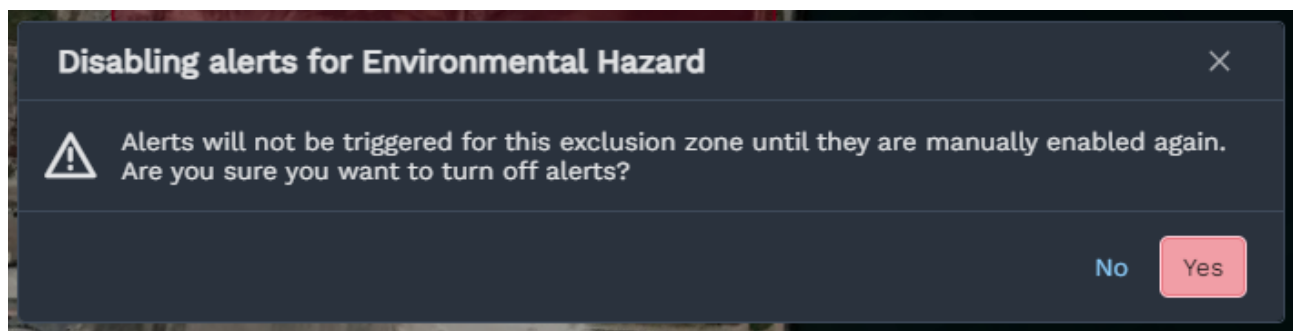 Disabling alerts for Environmental Hazard
Alerts will not be triggered for this exclusion zone until they are manually enabled again.
Are you sure you want to turn off alerts?
No Yes